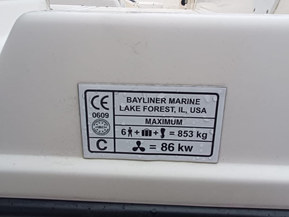 CE
0609
BAYLINER MARINE
LAKE FOREST, IL, USA
MAXIMUM
6 + + = 853 kg
C
= 86 kw